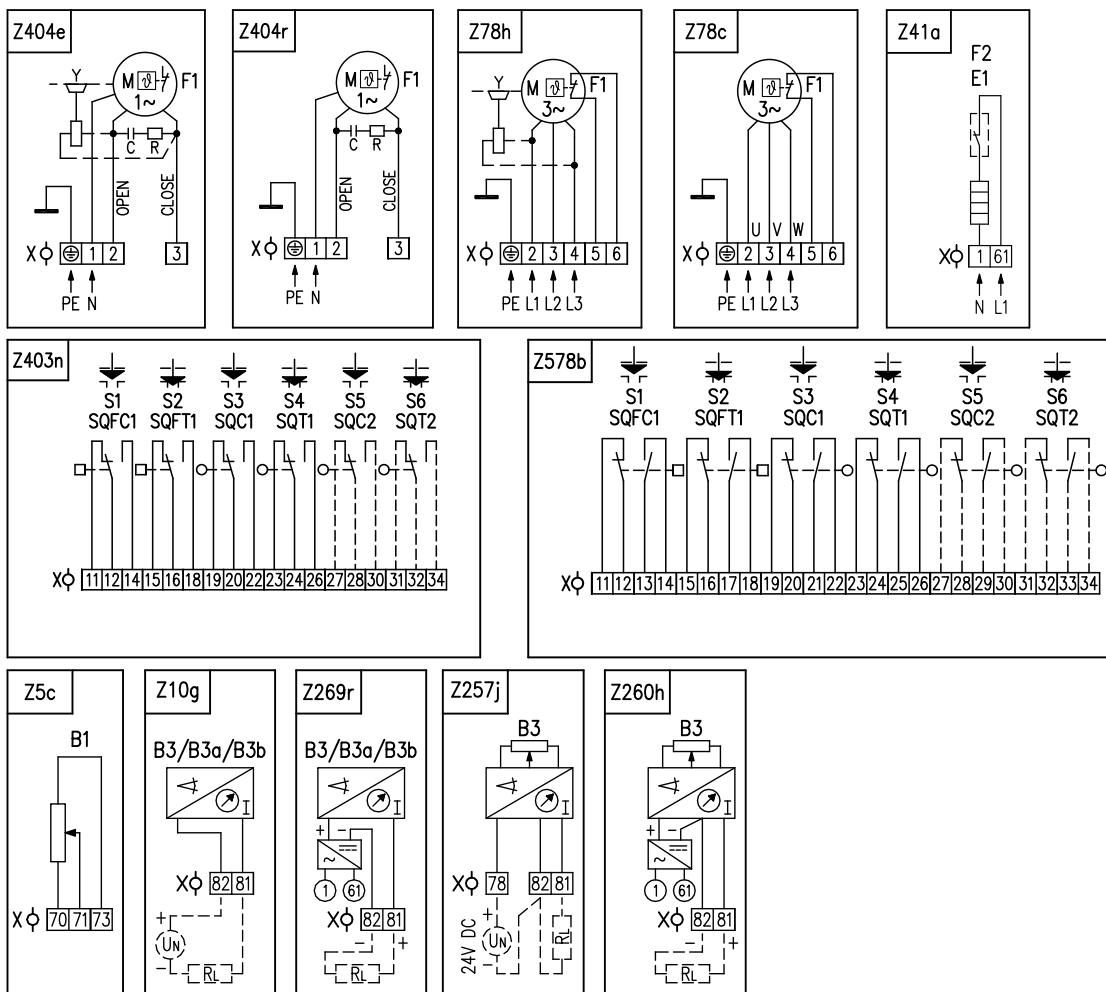 Z404e
Y
M ϑ F1
1~
C R
OPEN
CLOSE
X 1 2 3
PE N
Z404r
M ϑ F1
1~
C R
OPEN
CLOSE
X 1 2 3
PE N
Z78h
Y
M ϑ F1
3~
X 2 3 4 5 6
PE L1 L2 L3
Z78c
M ϑ F1
3~
U V W
X 2 3 4 5 6
PE L1 L2 L3
Z41a
F2
E1
X 1 61
N L1
Z403n
S1 S2 S3 S4 S5 S6
SQFC1 SQFT1 SQC1 SQT1 SQC2 SQT2
X 11 12 14 15 16 18 19 20 22 23 24 26 27 28 30 31 32 34
Z578b
S1 S2 S3 S4 S5 S6
SQFC1 SQFT1 SQC1 SQT1 SQC2 SQT2
X 11 12 13 14 15 16 17 18 19 20 21 22 23 24 25 26 27 28 29 30 31 32 33 34
Z5c
B1
X 70 71 73
Z10g
B3/B3a/B3b
I
X 82 81
+
UN
–
RL
Z269r
B3/B3a/B3b
I
+ –
~
1 61
X 82 81
– +
RL
Z257j
B3
I
X 78 82 81
24V DC
+
UN
–
RL
Z260h
B3
I
+ –
~
1 61
X 82 81
– +
RL